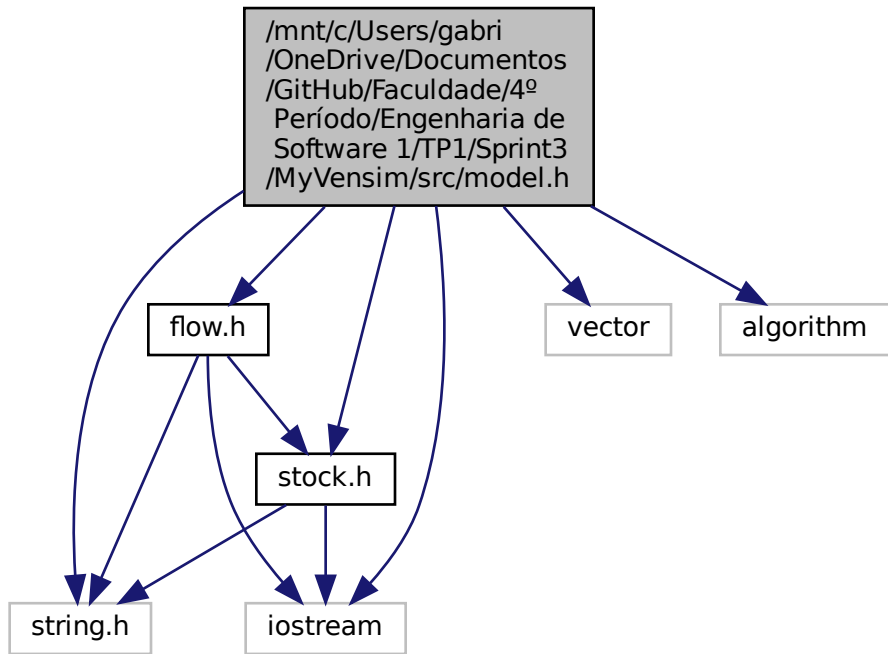 /mnt/c/Users/gabri
/OneDrive/Documentos
/GitHub/Faculdade/4º
Período/Engenharia de
Software 1/TP1/Sprint3
/MyVensim/src/model.h
flow.h
vector
algorithm
stock.h
string.h
iostream